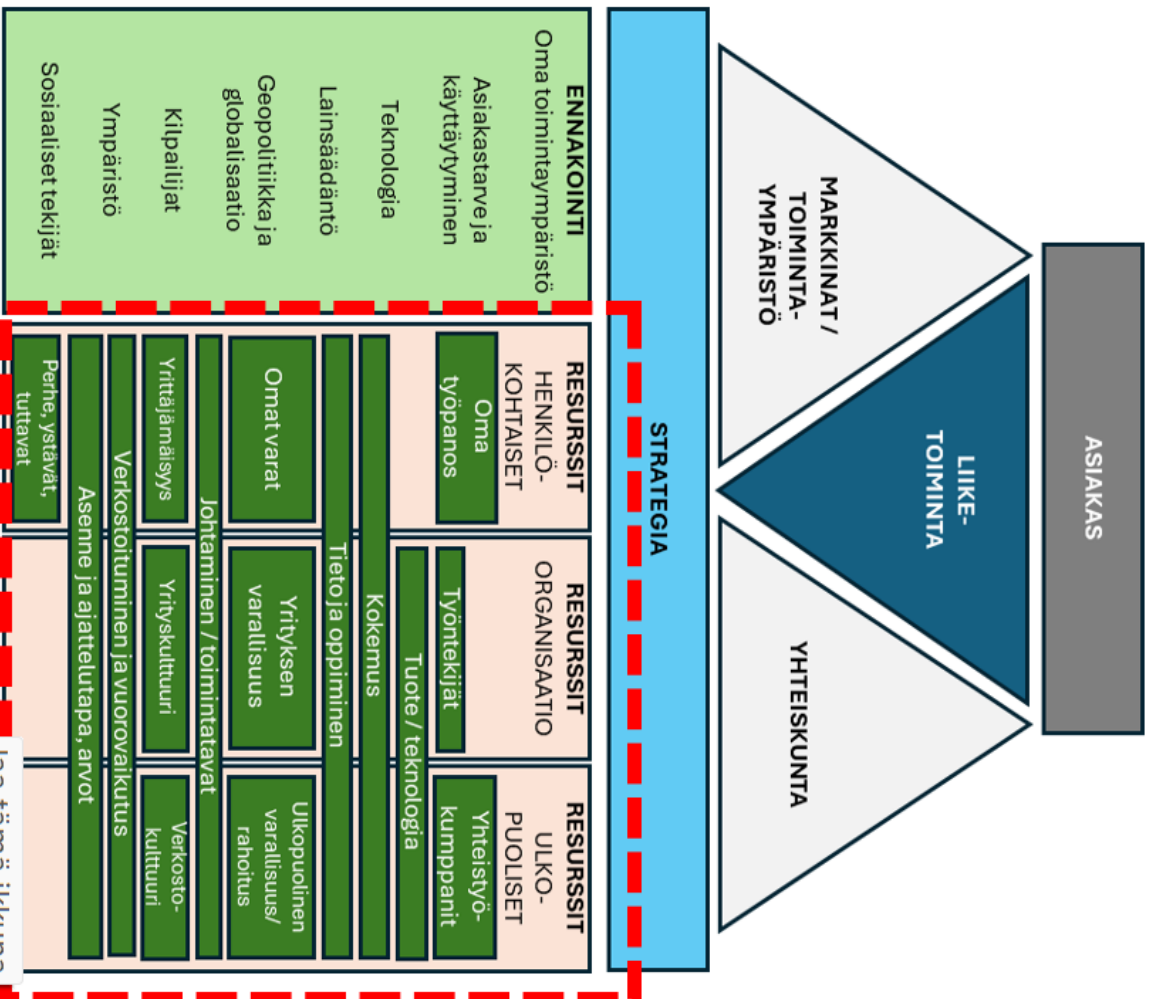 ASIAKAS
LIIKE-
TOIMINTA
MARKKINAT /
TOIMINTA-
YMPÄRISTÖ
YHTEISKUNTA
STRATEGIA
ENNAKOINTI
Oma toimintaympäristö
Asiakastarve ja
käyttäytyminen
Teknologia
Lainsäädäntö
Geopolitiikka ja
globalisaatio
Kilpailijat
Ympäristö
Sosiaaliset tekijät
RESURSSIT
HENKILÖ-
KOHTAISET
RESURSSIT
ORGANISAATIO
RESURSSIT
ULKO-
PUOLISET
Oma
työpanos
Työntekijät
Yhteistyö-
kumppanit
Tuote / teknologia
Kokemus
Tieto ja oppiminen
Omat varat
Yrityksen
varallisuus
Ulkopuolinen
varallisuus/
rahoitus
Johtaminen / toimintatavat
Yrittäjämäisyys
Yrityskulttuuri
Verkosto-
kulttuuri
Verkostoituminen ja vuorovaikutus
Asenne ja ajattelutapa, arvot
Perhe, ystävät,
tuttavat